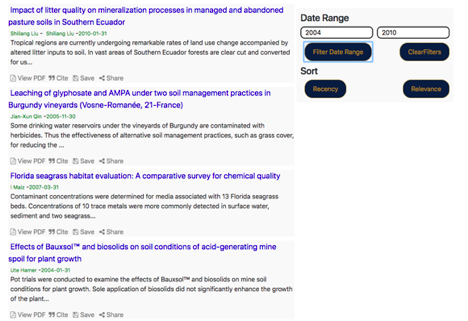 Impact of litter quality on mineralization processes in managed and abandoned
pasture soils in Southern Ecuador
Shiliang Liu - Shiliang Liu -2010-01-31
Tropical regions are currently undergoing remarkable rates of land use change accompanied by
altered litter inputs to soil. In vast areas of Southern Ecuador forests are clear cut and converted
for us...
View PDF Cite Save Share
Leaching of glyphosate and AMPA under two soil management practices in
Burgundy vineyards (Vosne-Romanée, 21-France)
Jian-Xun Qin -2005-11-30
Some drinking water reservoirs under the vineyards of Burgundy are contaminated with
herbicides. Thus the effectiveness of alternative soil management practices, such as grass cover,
for reducing the ...
View PDF Cite Save Share
Florida seagrass habitat evaluation: A comparative survey for chemical quality
I Maiz -2007-03-31
Contaminant concentrations were determined for media associated with 13 Florida seagrass
beds. Concentrations of 10 trace metals were more commonly detected in surface water,
sediment and two seagrass...
View PDF Cite Save Share
Effects of Bauxsol™ and biosolids on soil conditions of acid-generating mine
spoil for plant growth
Ute Hamer -2004-01-31
Pot trials were conducted to examine the effects of Bauxsol™ and biosolids on mine soil
conditions for plant growth. Sole application of biosolids did not significantly enhance the growth
of the plant...
View PDF Cite Save Share
Date Range
2004 2010
Filter Date Range ClearFilters
Sort
Recency Relevance